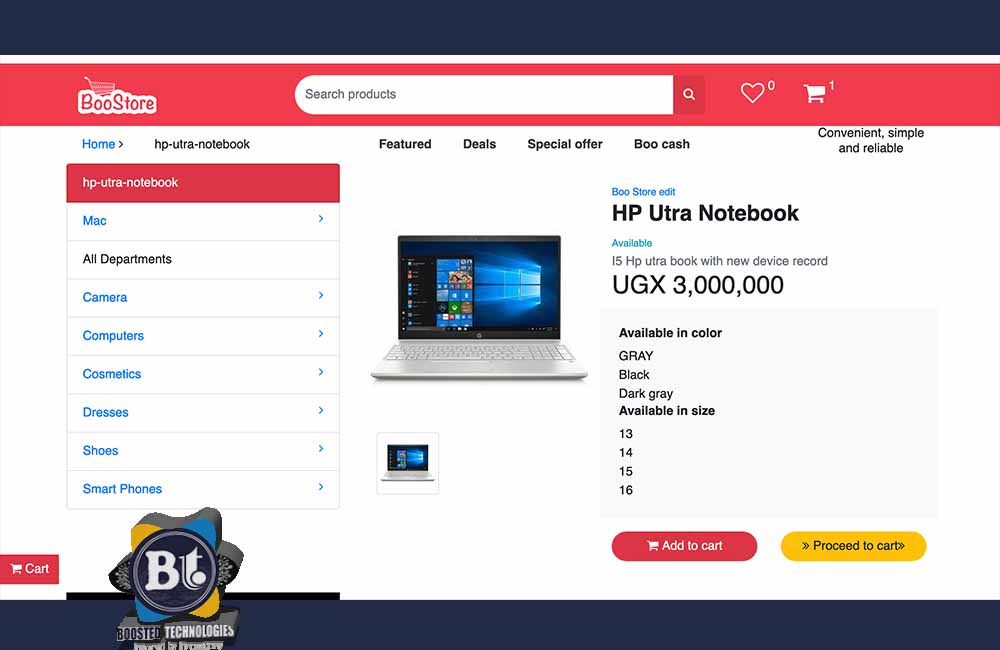 BooStore
Search products
0
1
Home > hp-utra-notebook
Featured
Deals
Special offer
Boo cash
Convenient, simple
and reliable
hp-utra-notebook
Mac
All Departments
Camera
Computers
Cosmetics
Dresses
Shoes
Smart Phones
Boo Store edit
HP Utra Notebook
Available
I5 Hp utra book with new device record
UGX 3,000,000
Available in color
GRAY
Black
Dark gray
Available in size
13
14
15
16
Add to cart
» Proceed to cart»
Cart
Bt
BOOSTED TECHNOLOGIES